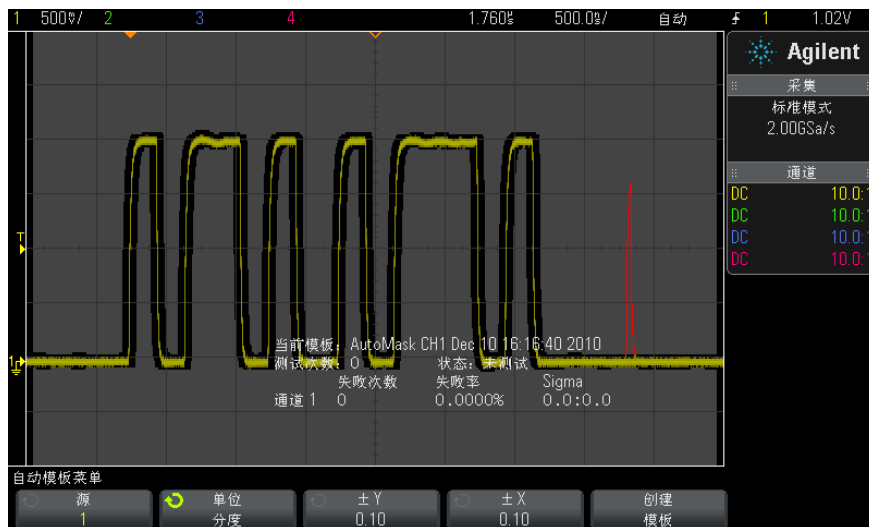 1 500♈/ 2 3 4 1.760♉ 500.0♉/ 自动 1 1.02V
Agilent
采集
标准模式
2.00GSa/s
通道
DC 10.0:1
DC 10.0:1
DC 10.0:1
DC 10.0:1
T
1
当前模板: AutoMask CH1 Dec 10 16:16:40 2010
测试次数: 0 状态: 未测试
失败次数 失败率 Sigma
通道 1 0 0.0000% 0.0:0.0
自动模板菜单
源 单位 ± Y ± X 创建
1 分度 0.10 0.10 模板